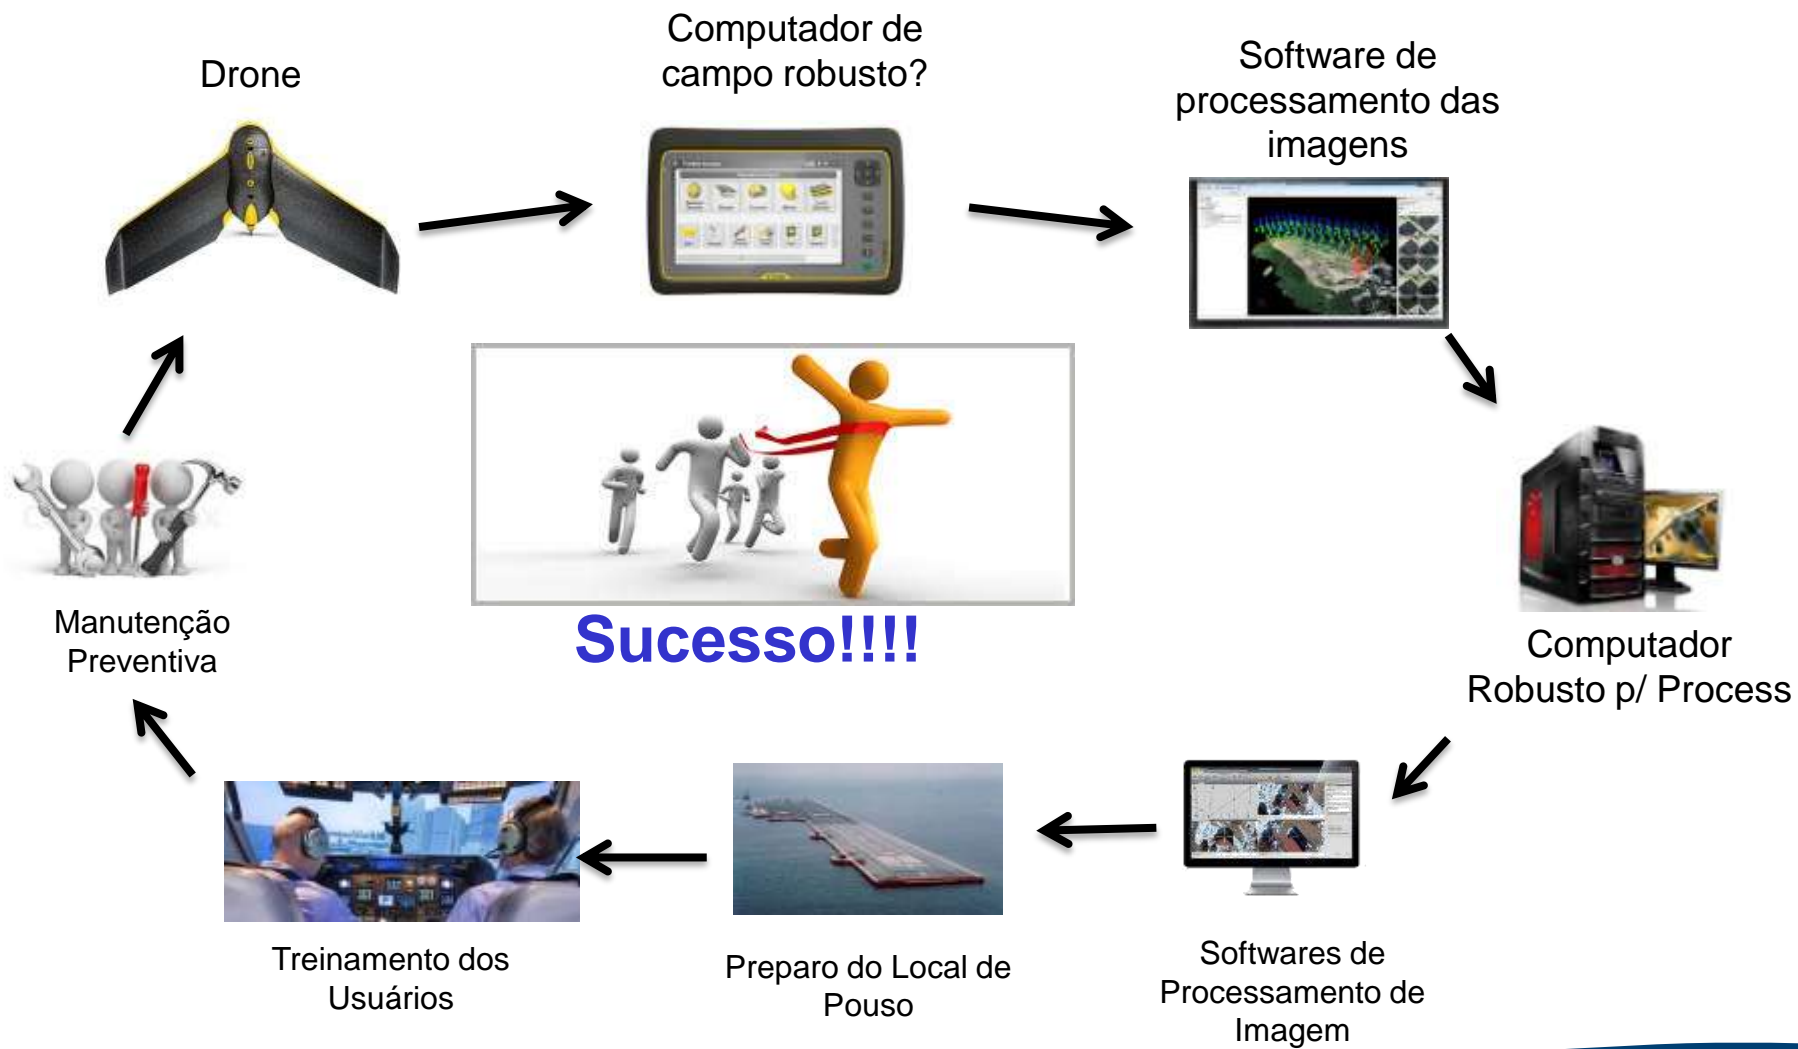 Drone
Computador de
campo robusto?
Software de
processamento das
imagens
Sucesso!!!!
Manutenção
Preventiva
Computador
Robusto p/ Process
Treinamento dos
Usuários
Preparo do Local de
Pouso
Softwares de
Processamento de
Imagem